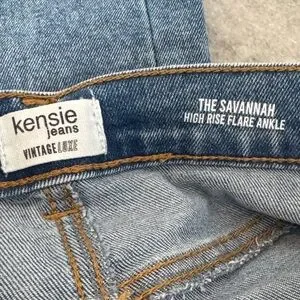 kensie
jeans
VINTAGE LUXE
THE SAVANNAH
HIGH RISE FLARE ANKLE